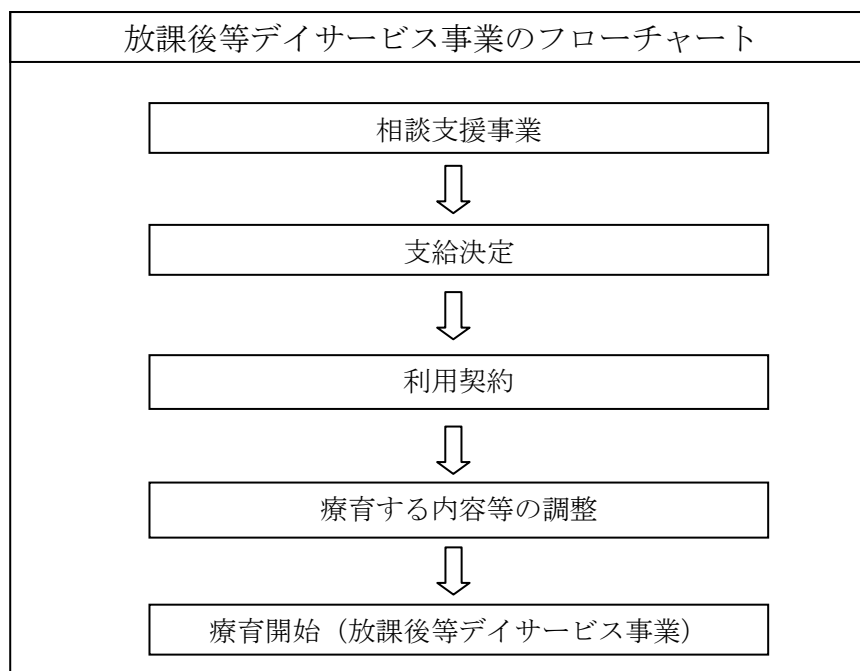 放課後等デイサービス事業のフローチャート
相談支援事業
支給決定
利用契約
療育する内容等の調整
療育開始（放課後等デイサービス事業）